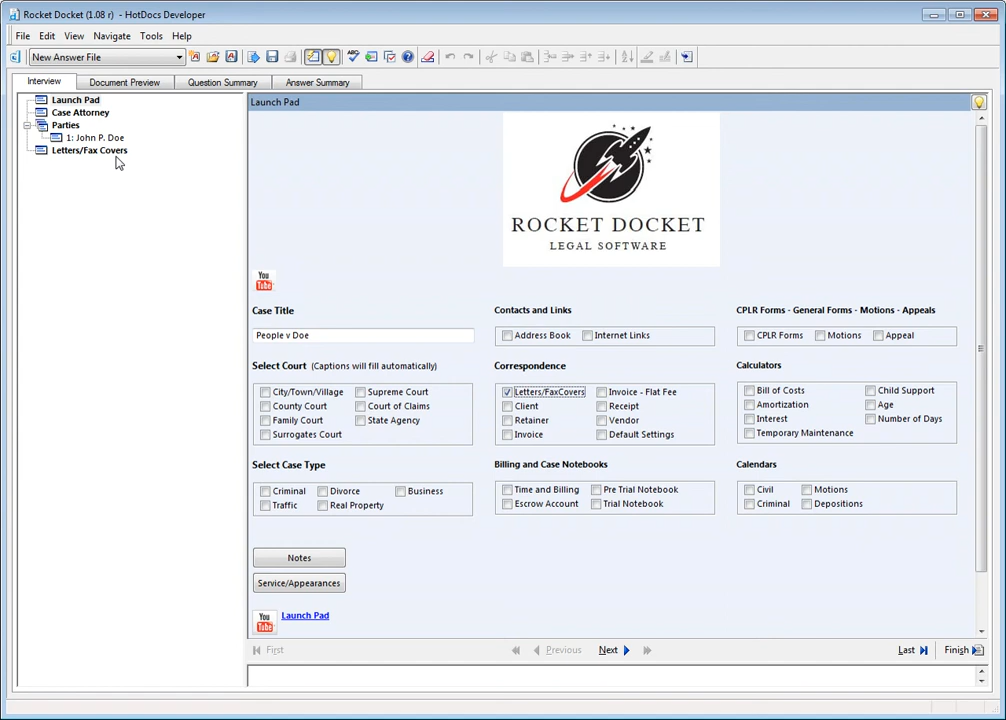 Rocket Docket (1.08 r) - HotDocs Developer
File Edit View Navigate Tools Help
New Answer File
Interview Document Preview Question Summary Answer Summary
Launch Pad
Case Attorney
Parties
1: John P. Doe
Letters/Fax Covers
Launch Pad
ROCKET DOCKET
LEGAL SOFTWARE
You
Tube
Case Title
People v Doe
Contacts and Links
Address Book Internet Links
CPLR Forms - General Forms - Motions - Appeals
CPLR Forms Motions Appeal
Select Court (Captions will fill automatically)
City/Town/Village Supreme Court
County Court Court of Claims
Family Court State Agency
Surrogates Court
Correspondence
Letters/FaxCovers Invoice - Flat Fee
Client Receipt
Retainer Vendor
Invoice Default Settings
Calculators
Bill of Costs Child Support
Amortization Age
Interest Number of Days
Temporary Maintenance
Select Case Type
Criminal Divorce Business
Traffic Real Property
Billing and Case Notebooks
Time and Billing Pre Trial Notebook
Escrow Account Trial Notebook
Calendars
Civil Motions
Criminal Depositions
Notes
Service/Appearances
You
Tube
Launch Pad
First Previous Next Last Finish